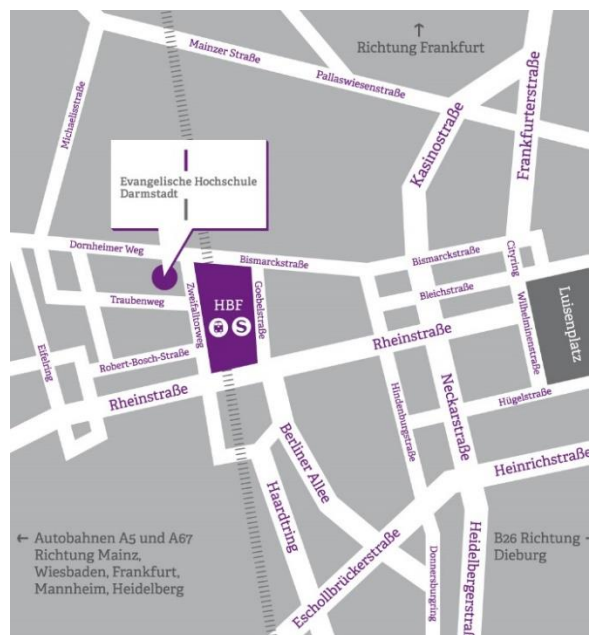 Mainzer Straße
Pallaswiesenstraße
↑
Richtung Frankfurt
Michaelisstraße
Kasinostraße
Frankfurterstraße
Evangelische Hochschule
Darmstadt
Dornheimer Weg
Bismarckstraße
Bismarckstraße
Cityring
Traubenweg
Zweifalltorweg
HBF
S
Goebelstraße
Bleichstraße
Wilhelminenstraße
Luisenplatz
Eifelring
Robert-Bosch-Straße
Rheinstraße
Rheinstraße
Hindenburgstraße
Neckarstraße
Hügelstraße
Berliner Allee
Haardtring
Heinrichstraße
← Autobahnen A5 und A67
Richtung Mainz,
Wiesbaden, Frankfurt,
Mannheim, Heidelberg
Eschollbrückerstraße
Donnersburgring
Heidelbergerstraß
B26 Richtung
Dieburg